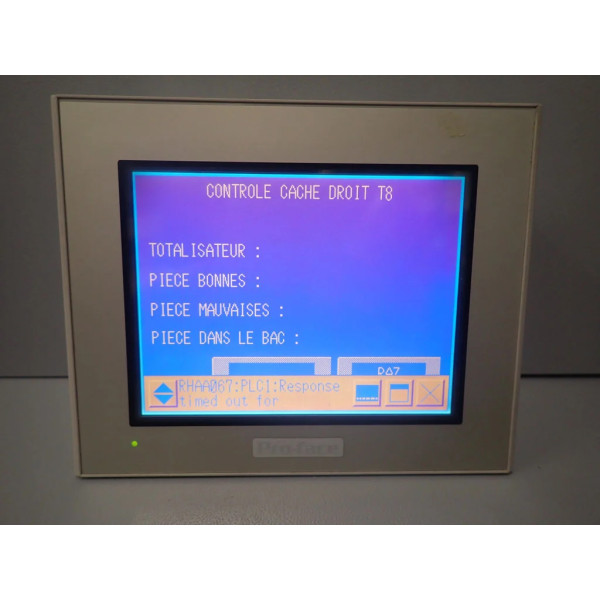 CONTROLE CACHE DROIT T8
TOTALISATEUR :
PIECE BONNES :
PIECE MAUVAISES :
PIECE DANS LE BAC :
RAZ
RHAA067:PLC1:Response
timed out for
Pro-face